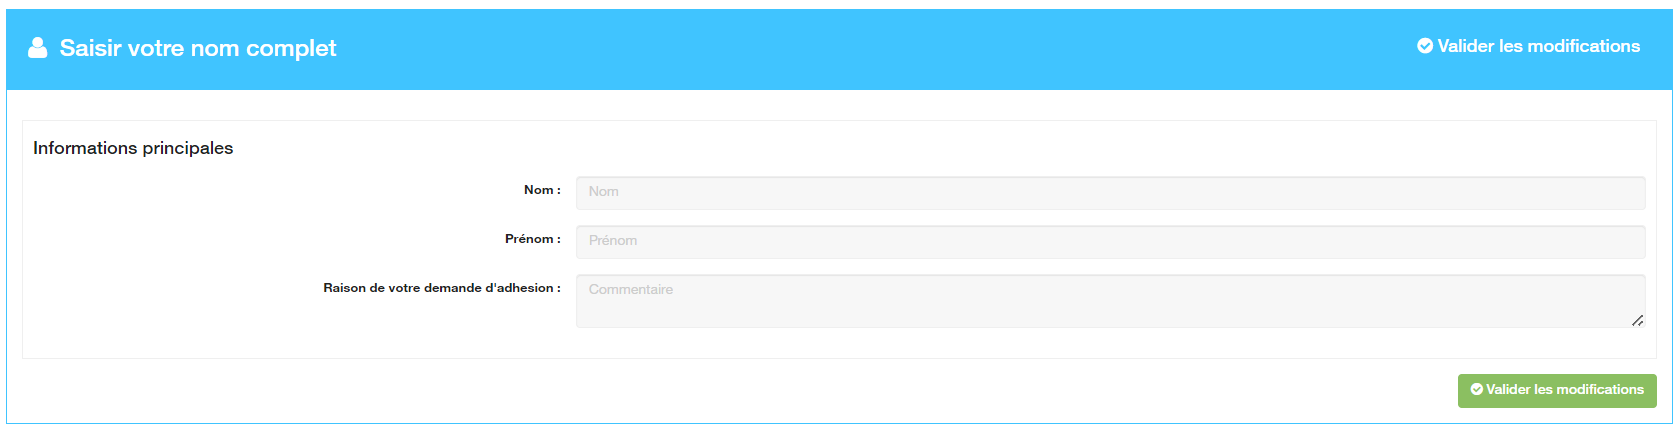 Saisir votre nom complet
Valider les modifications
Informations principales
Nom :
Nom
Prénom :
Prénom
Raison de votre demande d'adhesion :
Commentaire
Valider les modifications